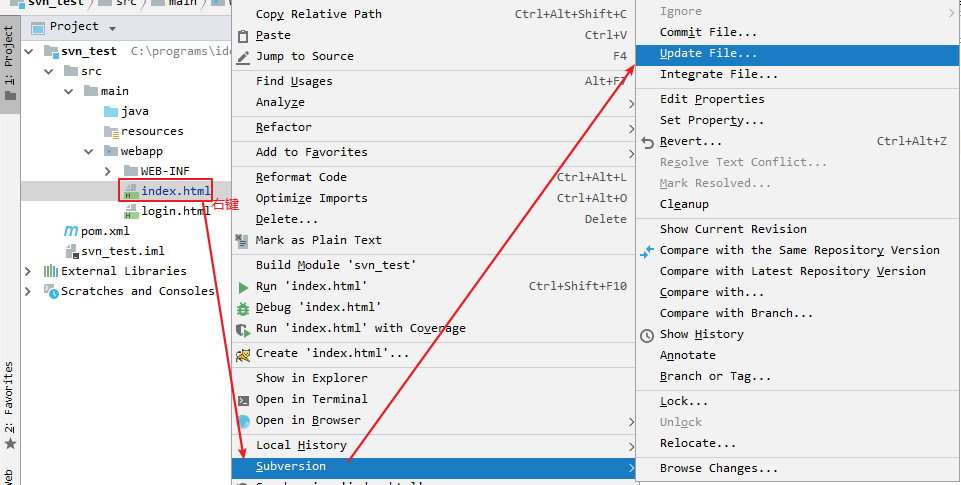 svn_test
src
main
webapp
1: Project
2: Favorites
Web
Project
svn_test C:\programs\ide
src
main
java
resources
webapp
WEB-INF
index.html
login.html
右键
pom.xml
svn_test.iml
External Libraries
Scratches and Consoles
Copy Relative Path Ctrl+Alt+Shift+C
Paste Ctrl+V
Jump to Source F4
Find Usages Alt+F7
Analyze
Refactor
Add to Favorites
Reformat Code Ctrl+Alt+L
Optimize Imports Ctrl+Alt+O
Delete... Delete
Mark as Plain Text
Build Module 'svn_test'
Run 'index.html' Ctrl+Shift+F10
Debug 'index.html'
Run 'index.html' with Coverage
Create 'index.html'...
Show in Explorer
Open in Terminal
Open in Browser
Local History
Subversion
Ignore
Commit File...
Update File...
Integrate File...
Edit Properties
Set Property...
Revert... Ctrl+Alt+Z
Resolve Text Conflict...
Mark Resolved...
Cleanup
Show Current Revision
Compare with the Same Repository Version
Compare with Latest Repository Version
Compare with...
Compare with Branch...
Show History
Annotate
Branch or Tag...
Lock...
Unlock
Relocate...
Browse Changes...